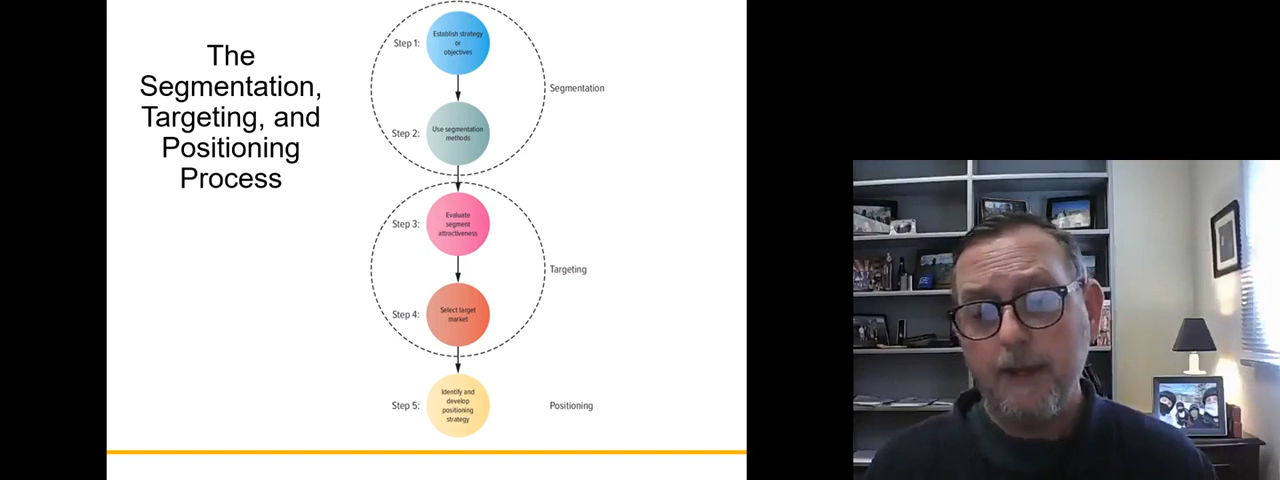 The
Segmentation,
Targeting, and
Positioning
Process
Step 1:
Establish strategy
or
objectives
Segmentation
Step 2:
Use segmentation
methods
Step 3:
Evaluate
segment
attractiveness
Targeting
Step 4:
Select target
market
Step 5:
Identify and
develop
positioning
strategy
Positioning